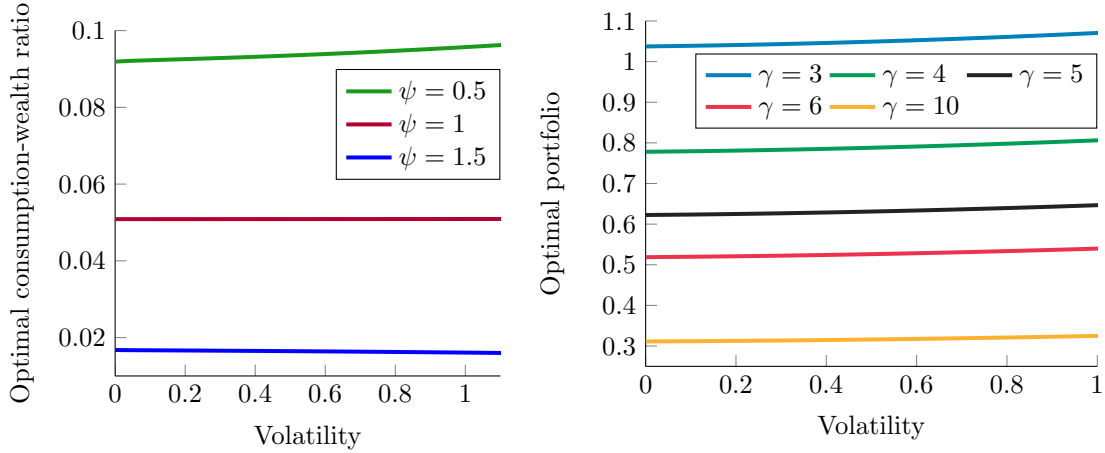 Optimal consumption-wealth ratio
0.1
0.08
0.06
0.04
0.02
ψ = 0.5
ψ = 1
ψ = 1.5
0 0.2 0.4 0.6 0.8 1
Volatility
Optimal portfolio
1.1
1
0.9
0.8
0.7
0.6
0.5
0.4
0.3
γ = 3 γ = 4 γ = 5
γ = 6 γ = 10
0 0.2 0.4 0.6 0.8 1
Volatility